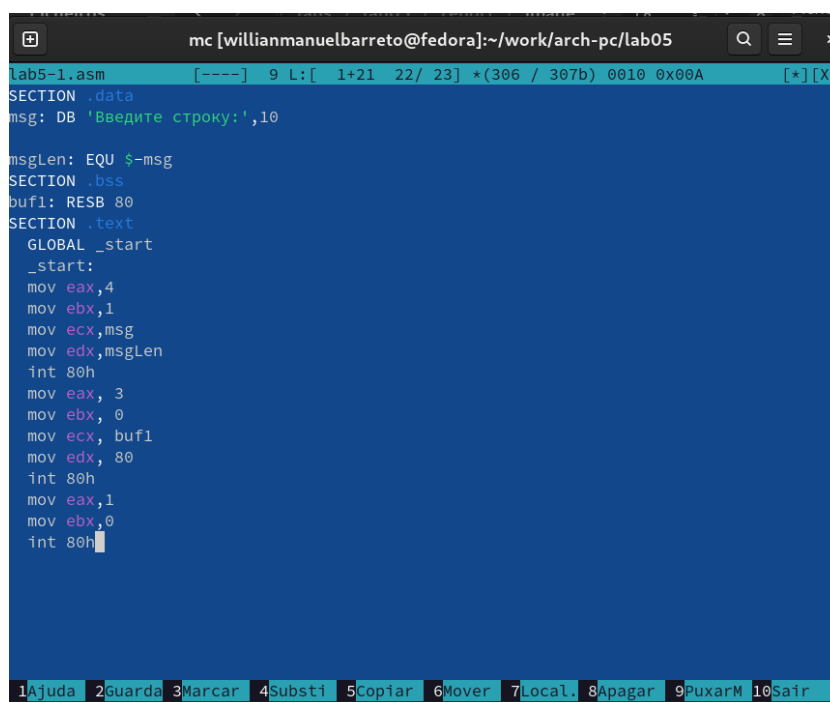 mc [willianmanuelbarreto@fedora]:~/work/arch-pc/lab05
lab5-1.asm [----] 9 L:[ 1+21 22/ 23] *(306 / 307b) 0010 0x00A [*][X
SECTION .data
msg: DB 'Введите строку:',10
msgLen: EQU $-msg
SECTION .bss
buf1: RESB 80
SECTION .text
GLOBAL _start
_start:
mov eax,4
mov ebx,1
mov ecx,msg
mov edx,msgLen
int 80h
mov eax, 3
mov ebx, 0
mov ecx, buf1
mov edx, 80
int 80h
mov eax,1
mov ebx,0
int 80h
1Ajuda 2Guarda 3Marcar 4Substi 5Copiar 6Mover 7Local. 8Apagar 9PuxarM 10Sair